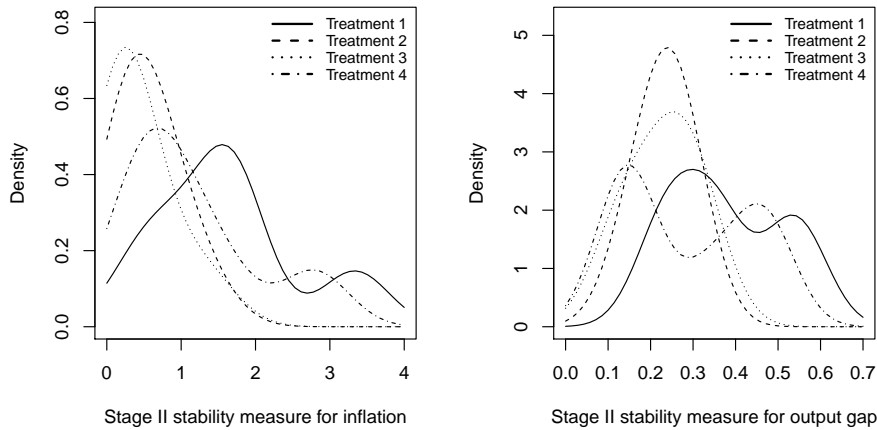 0.0 0.2 0.4 0.6 0.8
Density
Treatment 1
Treatment 2
Treatment 3
Treatment 4
0 1 2 3 4
Stage II stability measure for inflation
0 1 2 3 4 5
Density
Treatment 1
Treatment 2
Treatment 3
Treatment 4
0.0 0.1 0.2 0.3 0.4 0.5 0.6 0.7
Stage II stability measure for output gap